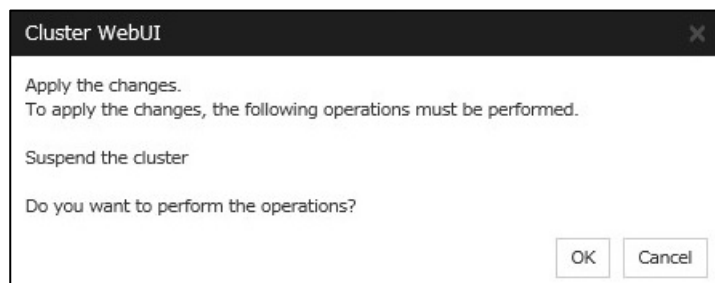 Cluster WebUI
Apply the changes.
To apply the changes, the following operations must be performed.
Suspend the cluster
Do you want to perform the operations?
OK
Cancel